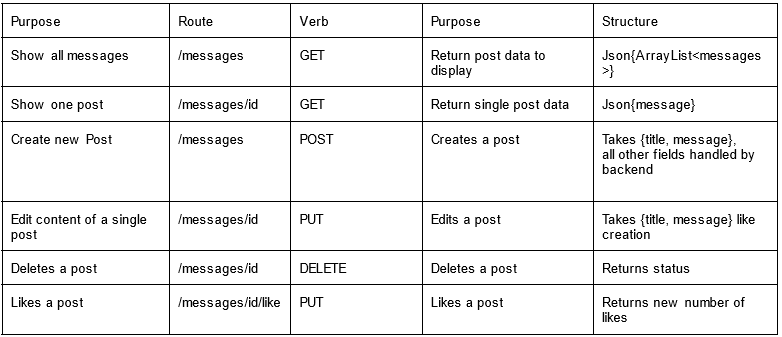 Purpose Route Verb Purpose Structure
Show all messages /messages GET Return post data to Json{ArrayList<messages
display >}
Show one post /messages/id GET Return single post data Json{message}
Create new Post /messages POST Creates a post Takes {title, message},
all other fields handled by
backend
Edit content of a single /messages/id PUT Edits a post Takes {title, message} like
post creation
Deletes a post /messages/id DELETE Deletes a post Returns status
Likes a post /messages/id/like PUT Likes a post Returns new number of
likes